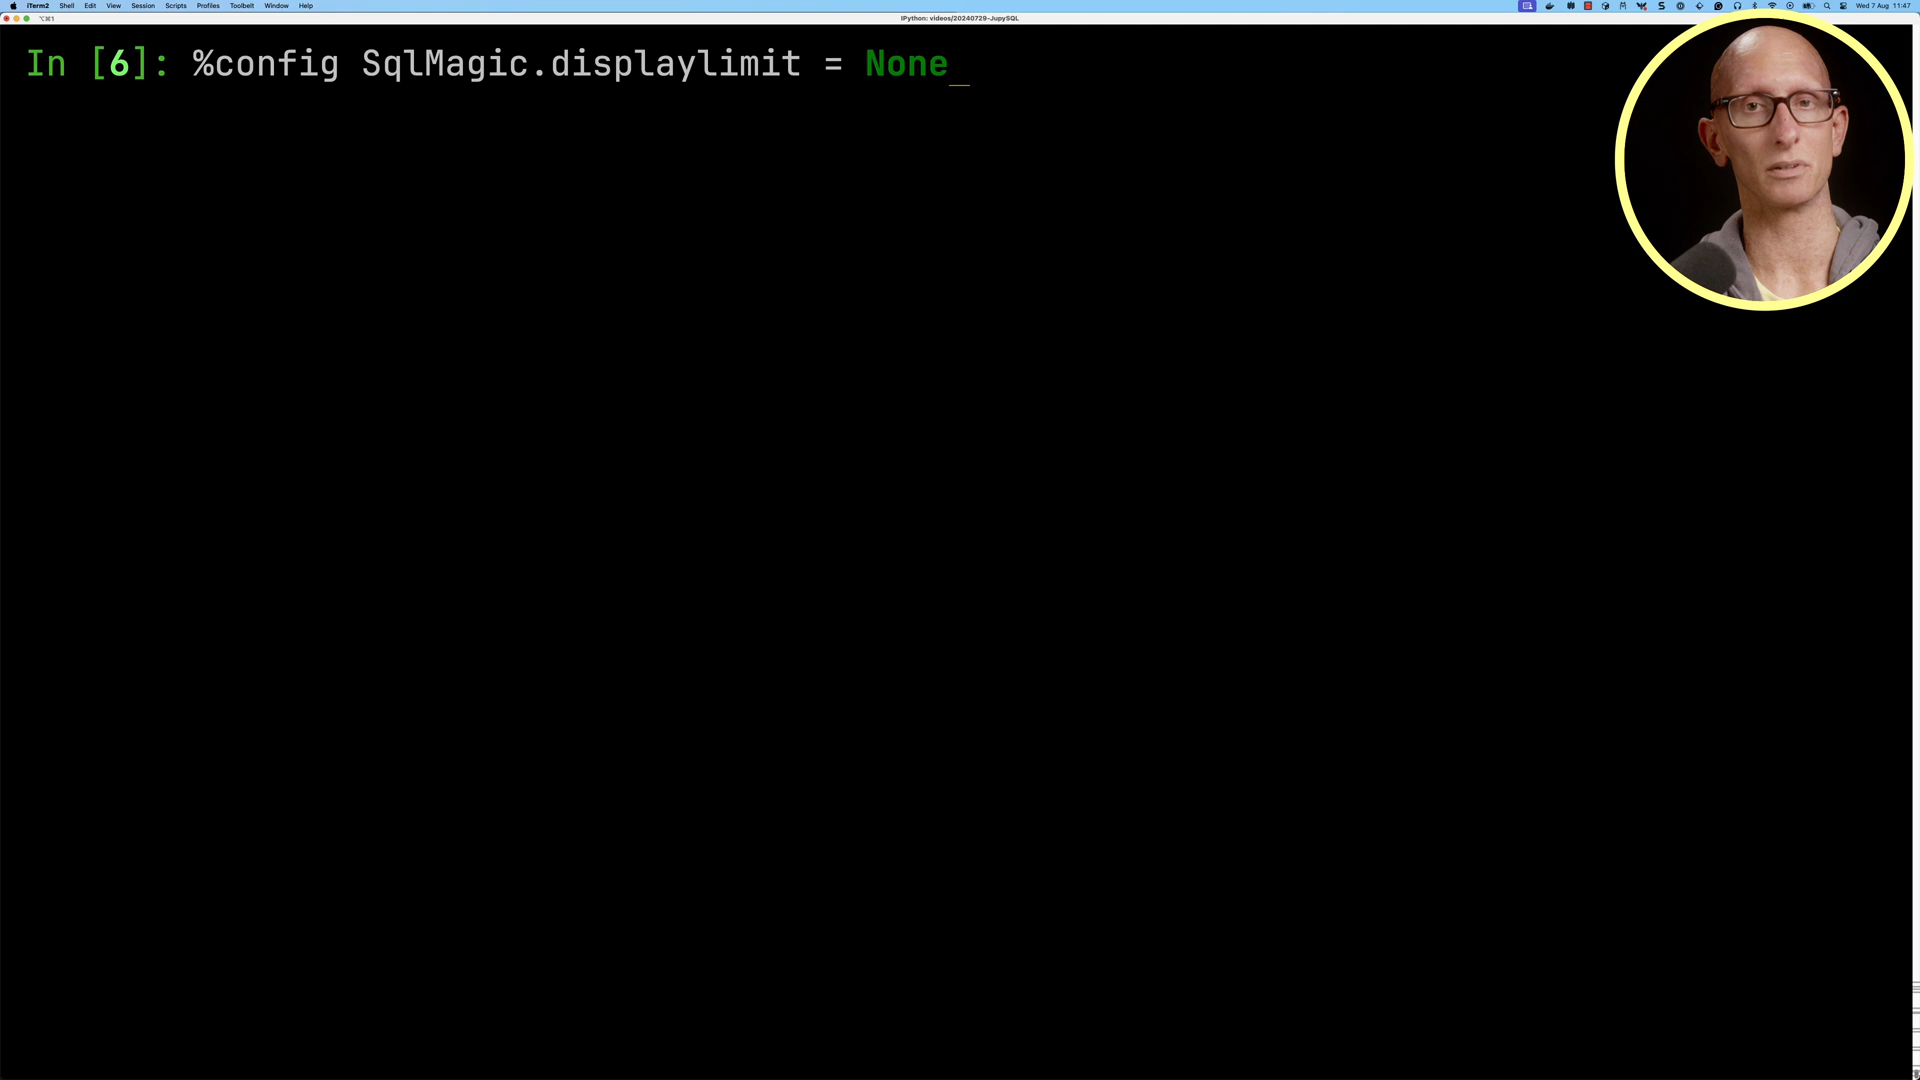 iTerm2 Shell Edit View Session Scripts Profiles Toolbelt Window Help
Wed 7 Aug 11:47
⌥⌘1
IPython: videos/20240729-JupySQL
In [6]: %config SqlMagic.displaylimit = None